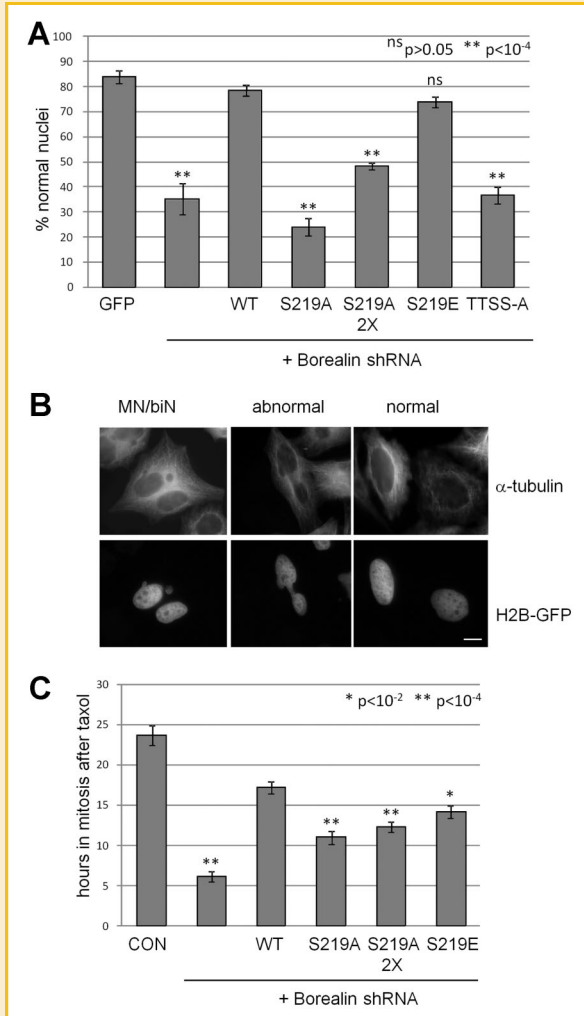 A
ns p>0.05 ** p<10-4
% normal nuclei
100
90
80
70
60
50
40
30
20
10
0
**
**
**
ns
**
GFP WT S219A S219A S219E TTSS-A
2X
+ Borealin shRNA
B
MN/biN abnormal normal
α-tubulin
H2B-GFP
C
* p<10-2 ** p<10-4
hours in mitosis after taxol
30
25
20
15
10
5
0
**
**
**
*
CON WT S219A S219A S219E
2X
+ Borealin shRNA